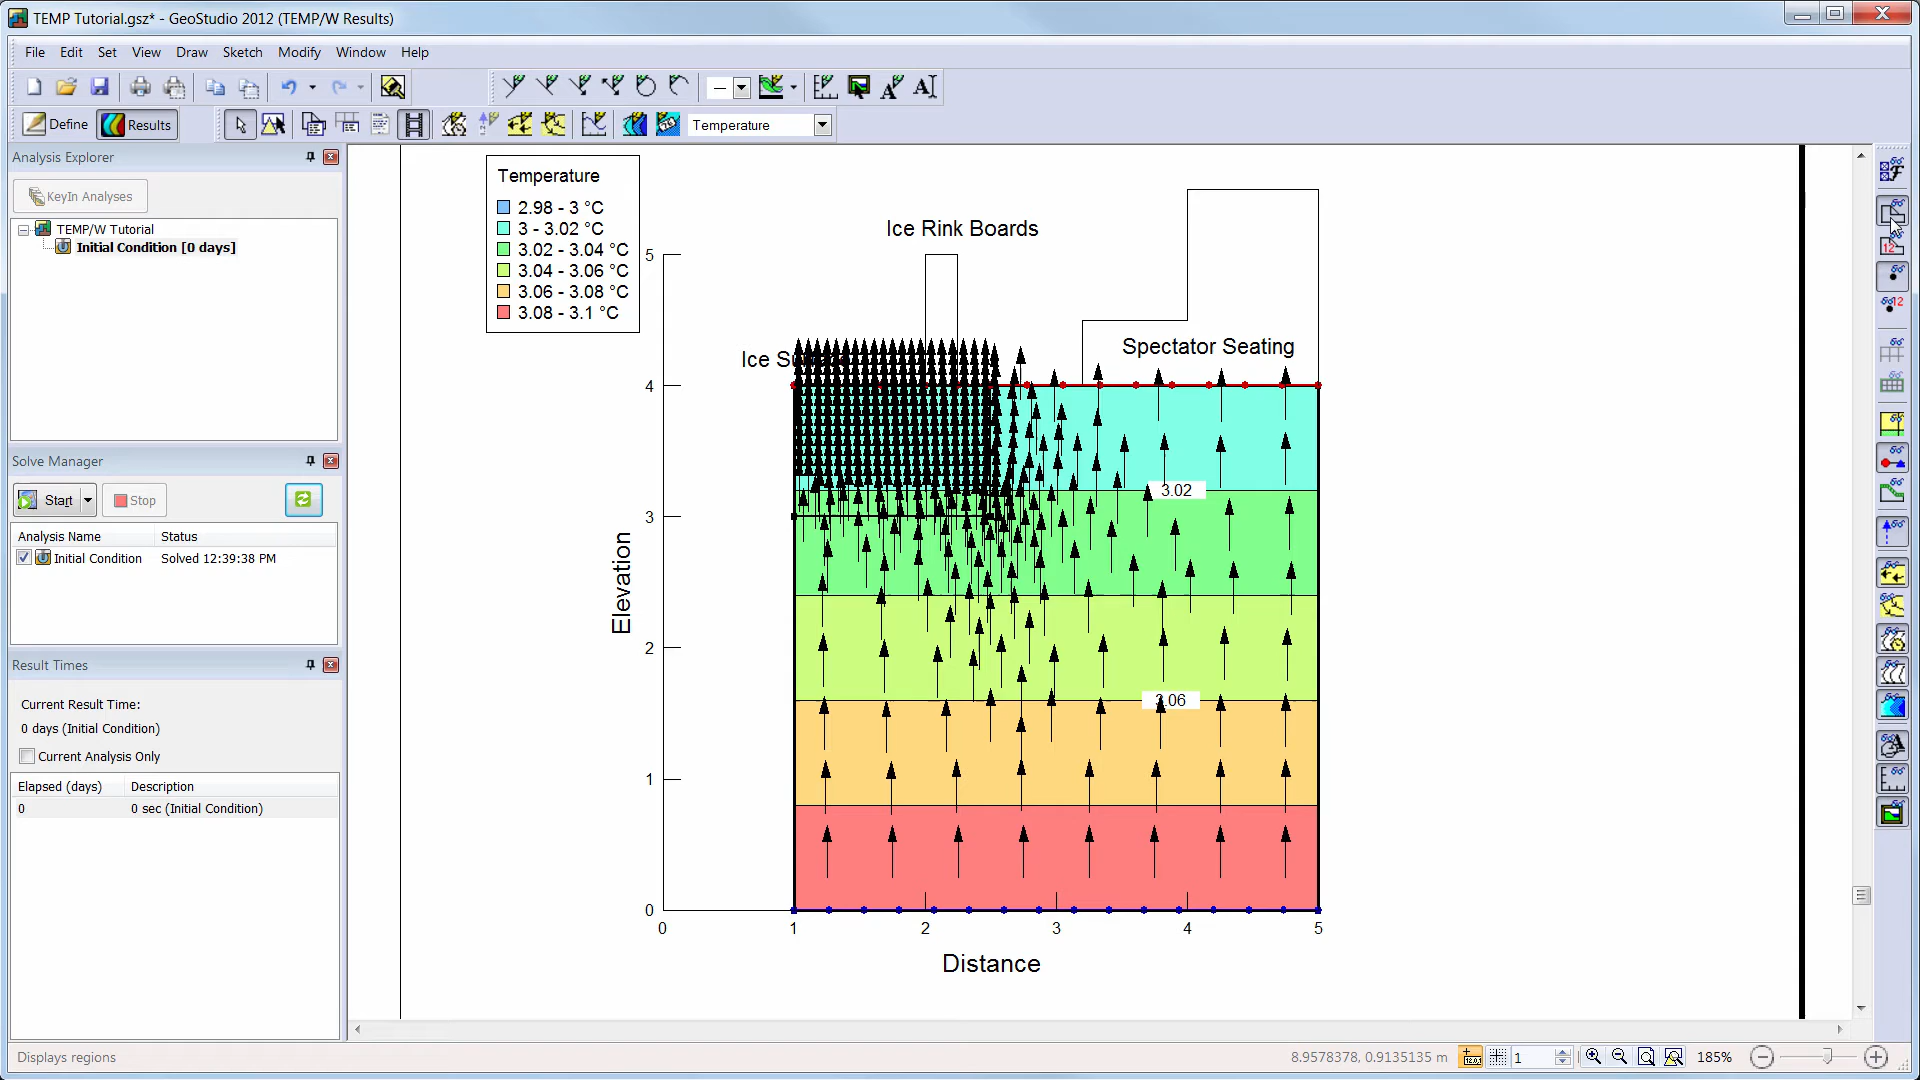 TEMP Tutorial.gsz* - GeoStudio 2012 (TEMP/W Results)
File Edit Set View Draw Sketch Modify Window Help
Define Results Temperature
Analysis Explorer
KeyIn Analyses
TEMP/W Tutorial
Initial Condition [0 days]
Solve Manager
Start Stop
Analysis Name Status
Initial Condition Solved 12:39:38 PM
Result Times
Current Result Time:
0 days (Initial Condition)
Current Analysis Only
Elapsed (days) Description
0 0 sec (Initial Condition)
Temperature
2.98 - 3 °C
3 - 3.02 °C
3.02 - 3.04 °C
3.04 - 3.06 °C
3.06 - 3.08 °C
3.08 - 3.1 °C
Ice Rink Boards
Spectator Seating
Ice
5
4
3
2
1
0
Elevation
3.02
3.06
0 1 2 3 4 5
Distance
12
12
Displays regions
8.9578378, 0.9135135 m 1 185%